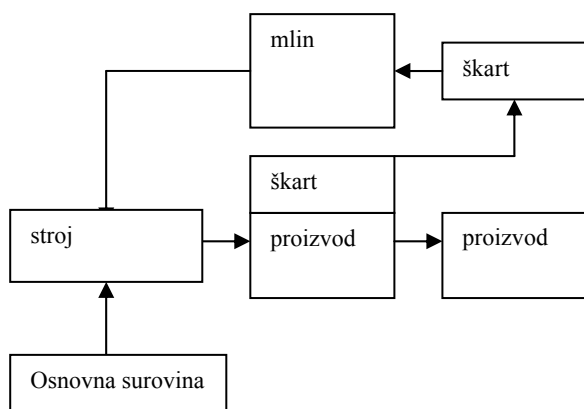 mlin
škart
škart
stroj
proizvod
proizvod
Osnovna surovina